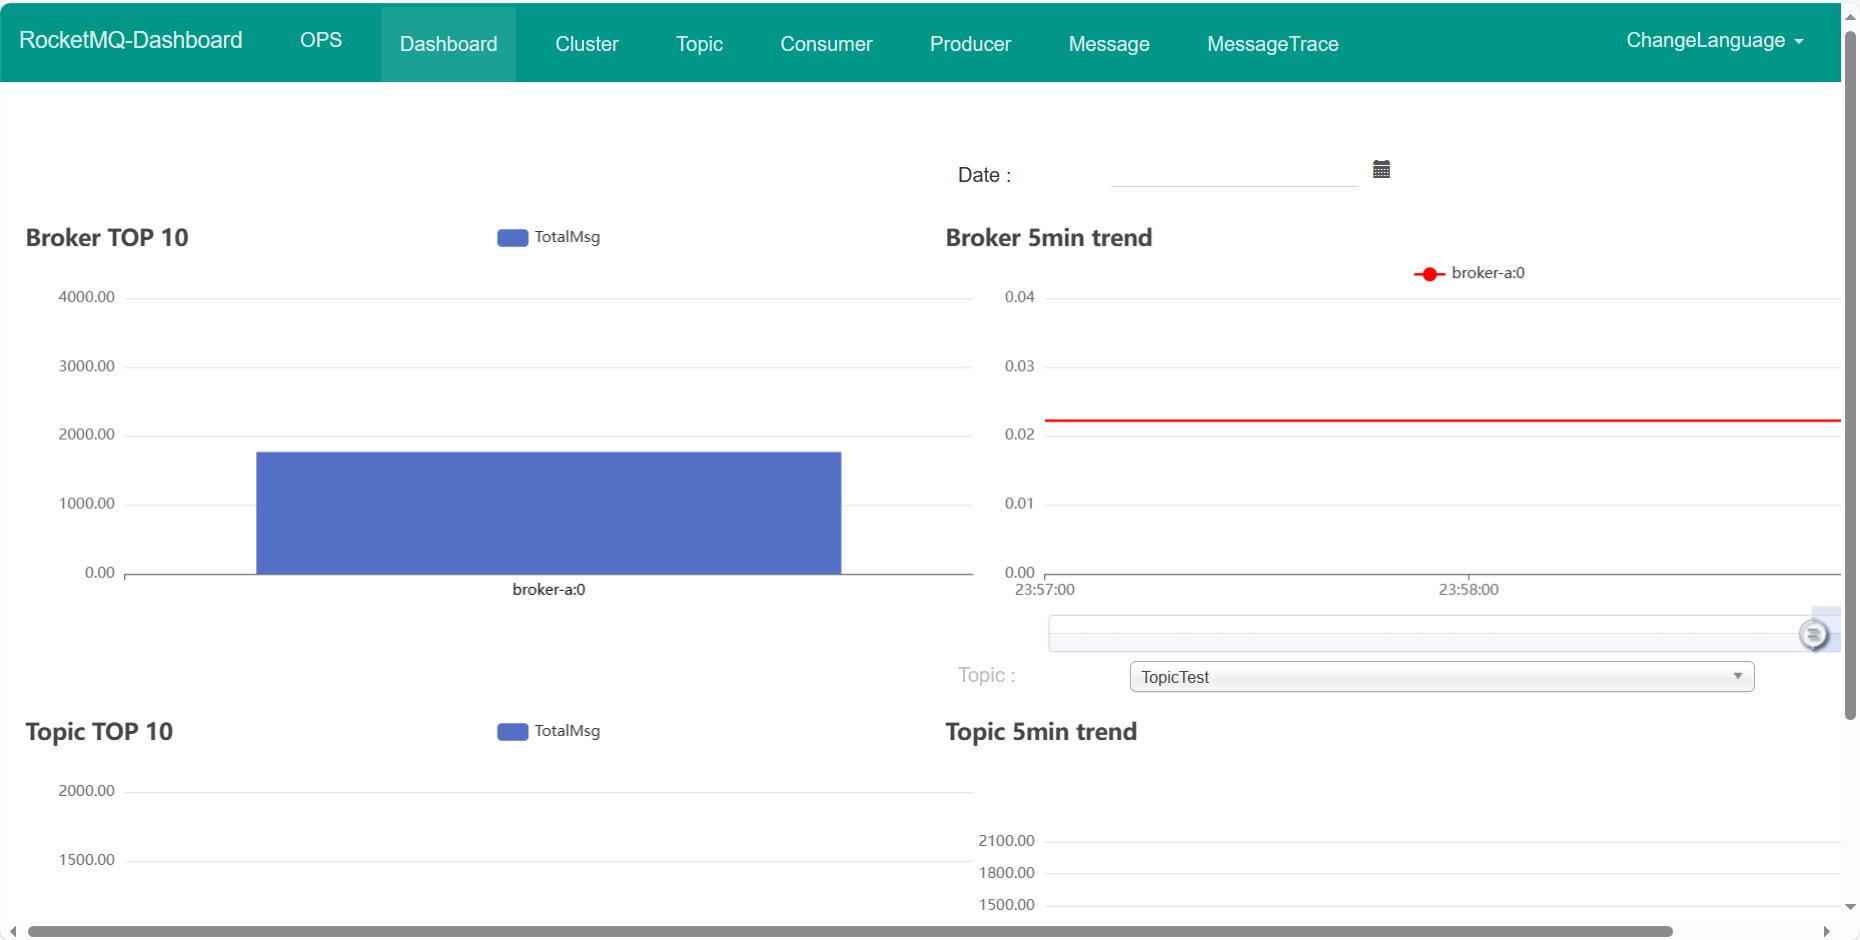 RocketMQ-Dashboard OPS Dashboard Cluster Topic Consumer Producer Message MessageTrace ChangeLanguage
Date :
Broker TOP 10
TotalMsg
4000.00
3000.00
2000.00
1000.00
0.00
broker-a:0
Broker 5min trend
broker-a:0
0.04
0.03
0.02
0.01
0.00
23:57:00 23:58:00
Topic : TopicTest
Topic TOP 10
TotalMsg
2000.00
1500.00
Topic 5min trend
2100.00
1800.00
1500.00